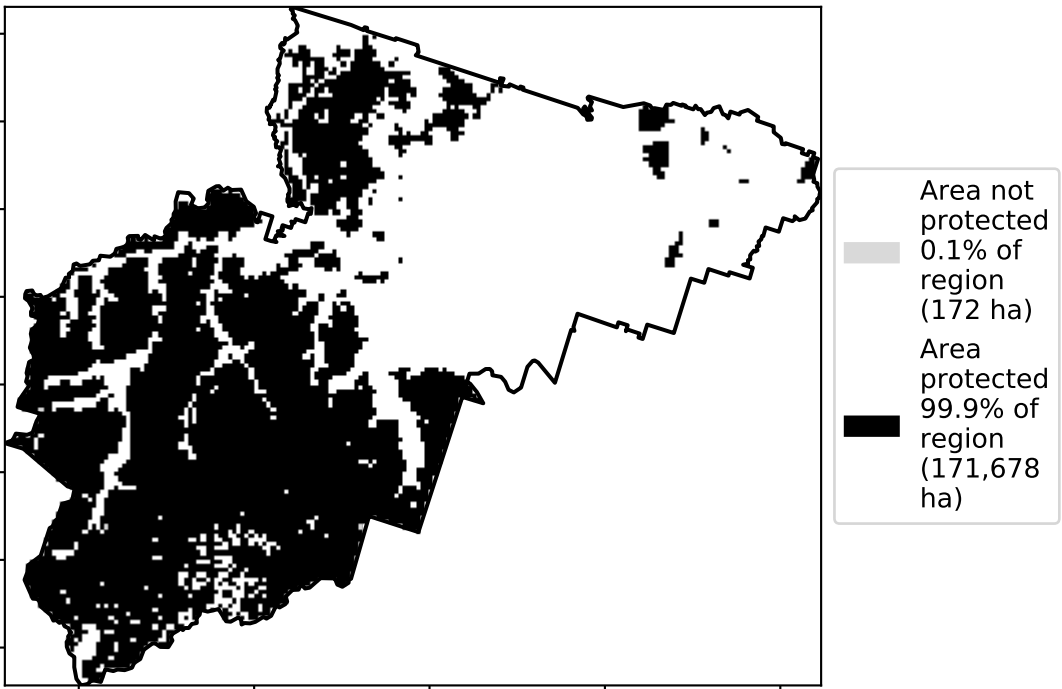 Area not
protected
0.1% of
region
(172 ha)
Area
protected
99.9% of
region
(171,678
ha)